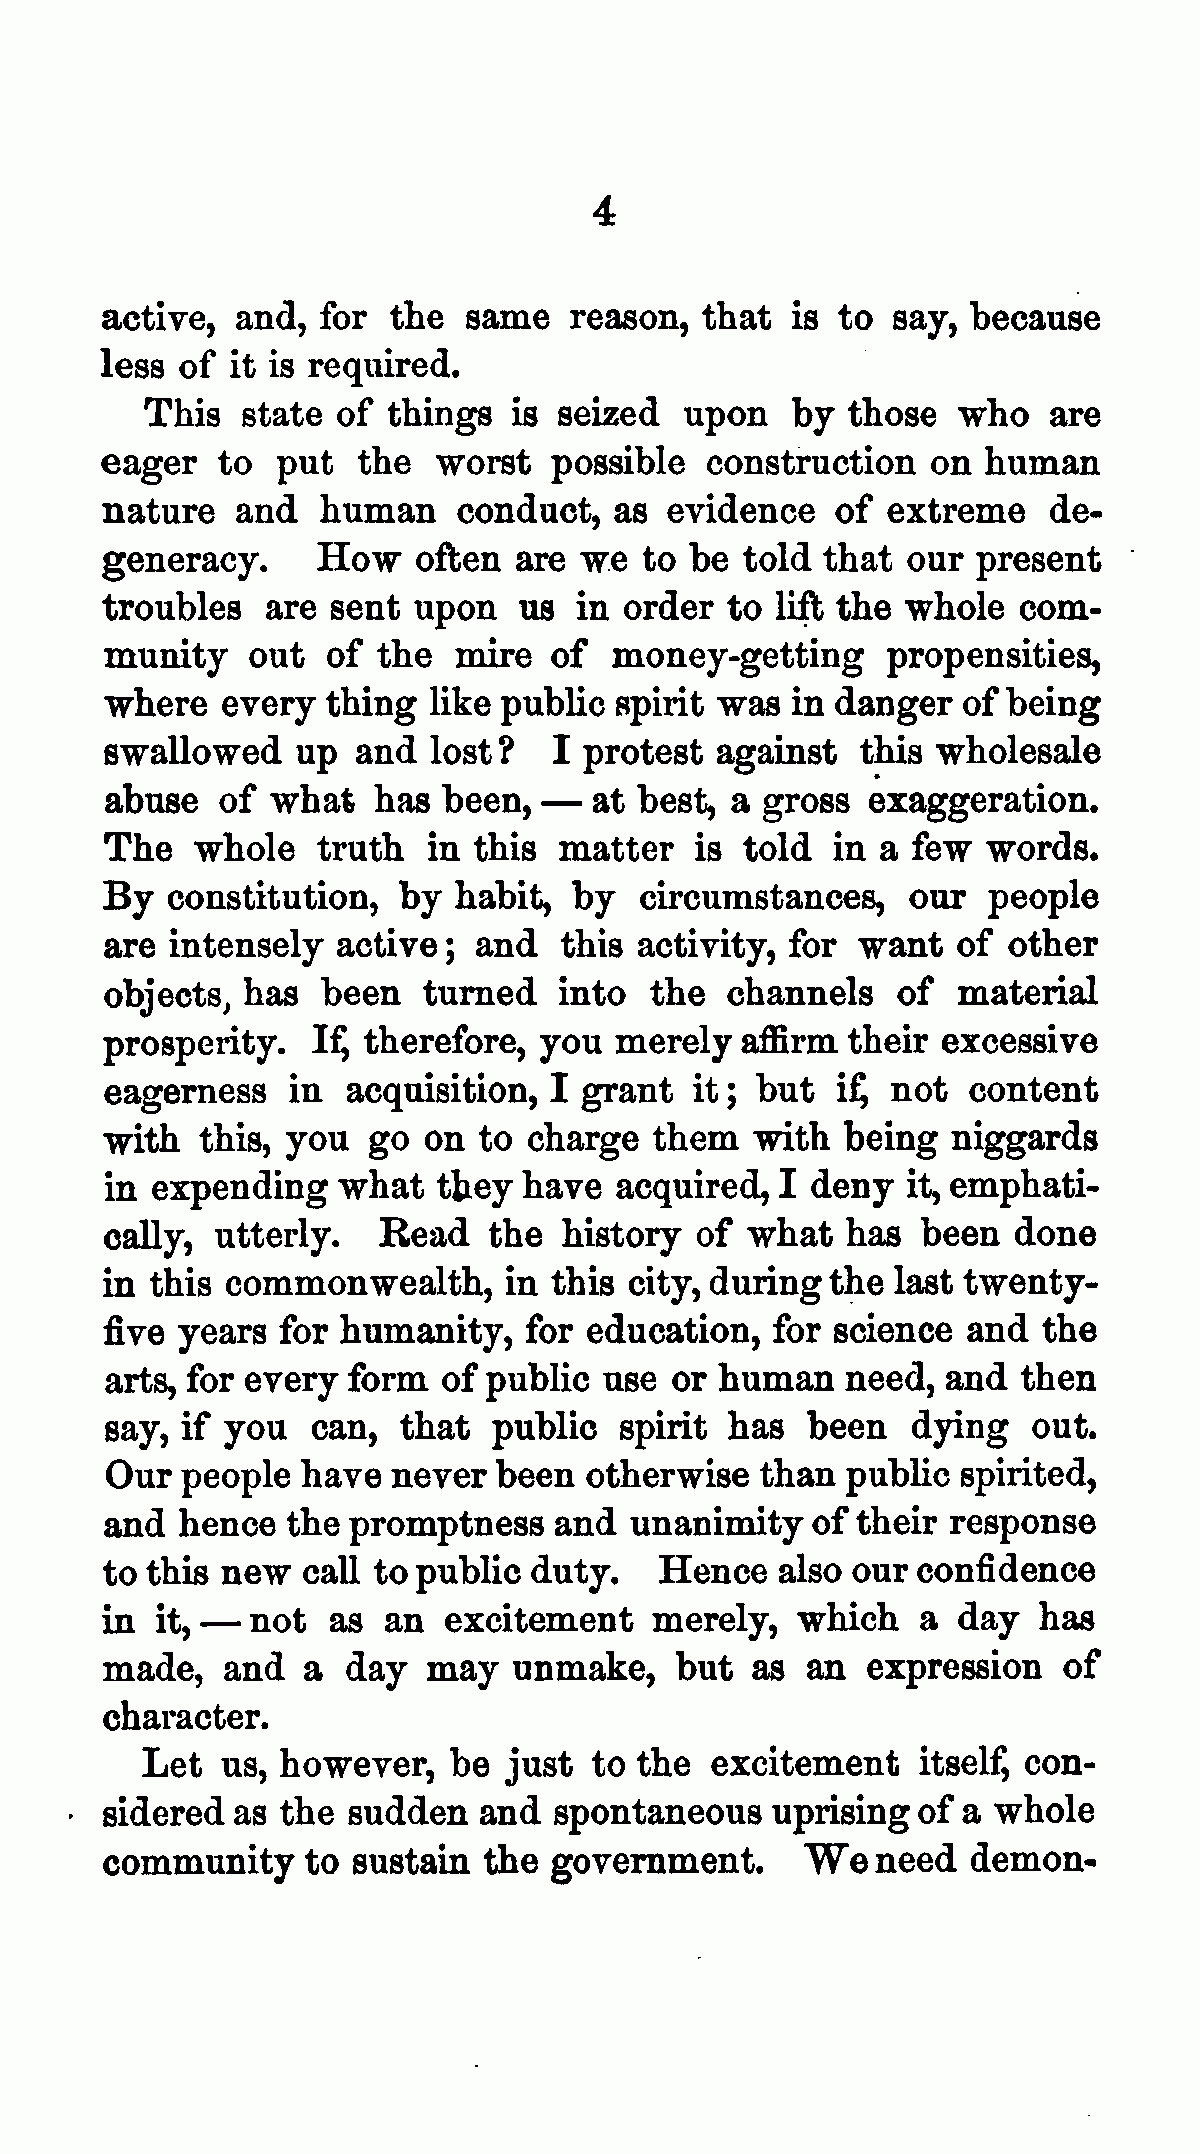 4
active, and, for the same reason, that is to say, because
less of it is required.
This state of things is seized upon by those who are
eager to put the worst possible construction on human
nature and human conduct, as evidence of extreme de-
generacy. How often are we to be told that our present
troubles are sent upon us in order to lift the whole com-
munity out of the mire of money-getting propensities,
where every thing like public spirit was in danger of being
swallowed up and lost? I protest against this wholesale
abuse of what has been, — at best, a gross exaggeration.
The whole truth in this matter is told in a few words.
By constitution, by habit, by circumstances, our people
are intensely active; and this activity, for want of other
objects, has been turned into the channels of material
prosperity. If, therefore, you merely affirm their excessive
eagerness in acquisition, I grant it; but if, not content
with this, you go on to charge them with being niggards
in expending what they have acquired, I deny it, emphati-
cally, utterly. Read the history of what has been done
in this commonwealth, in this city, during the last twenty-
five years for humanity, for education, for science and the
arts, for every form of public use or human need, and then
say, if you can, that public spirit has been dying out.
Our people have never been otherwise than public spirited,
and hence the promptness and unanimity of their response
to this new call to public duty. Hence also our confidence
in it, — not as an excitement merely, which a day has
made, and a day may unmake, but as an expression of
character.
Let us, however, be just to the excitement itself, con-
sidered as the sudden and spontaneous uprising of a whole
community to sustain the government. We need demon-